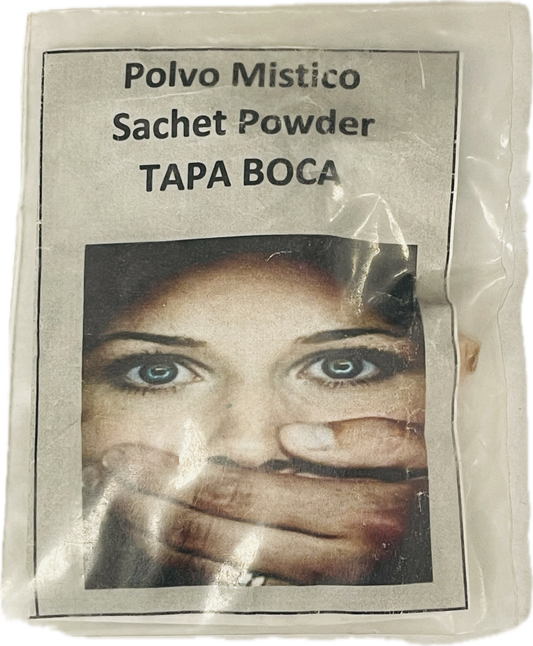 Polvo Mistico
Sachet Powder
TAPA BOCA